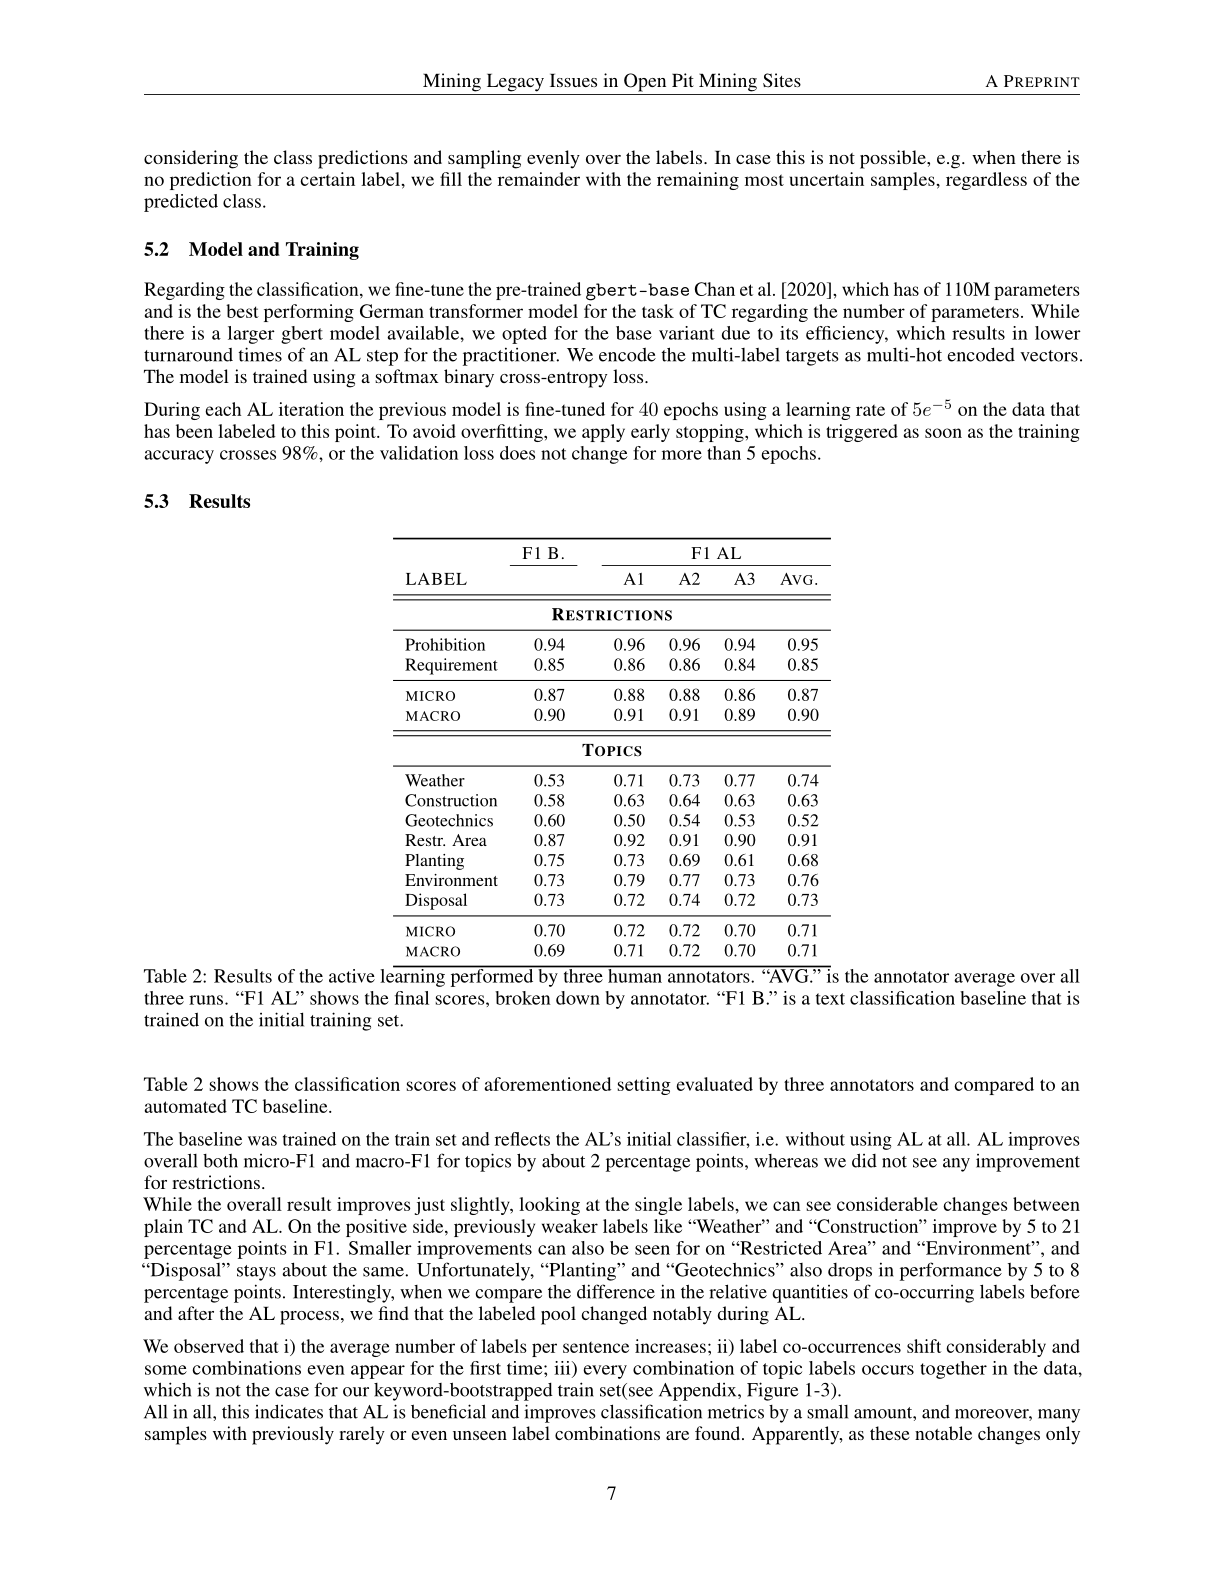 Mining Legacy Issues in Open Pit Mining Sites A PREPRINT
considering the class predictions and sampling evenly over the labels. In case this is not possible, e.g. when there is
no prediction for a certain label, we fill the remainder with the remaining most uncertain samples, regardless of the
predicted class.
5.2 Model and Training
Regarding the classification, we fine-tune the pre-trained gbert-base Chan et al. [2020], which has of 110M parameters
and is the best performing German transformer model for the task of TC regarding the number of parameters. While
there is a larger gbert model available, we opted for the base variant due to its efficiency, which results in lower
turnaround times of an AL step for the practitioner. We encode the multi-label targets as multi-hot encoded vectors.
The model is trained using a softmax binary cross-entropy loss.
During each AL iteration the previous model is fine-tuned for 40 epochs using a learning rate of 5e⁻⁵ on the data that
has been labeled to this point. To avoid overfitting, we apply early stopping, which is triggered as soon as the training
accuracy crosses 98%, or the validation loss does not change for more than 5 epochs.
5.3 Results
F1 B. F1 AL
LABEL A1 A2 A3 AVG.
RESTRICTIONS
Prohibition 0.94 0.96 0.96 0.94 0.95
Requirement 0.85 0.86 0.86 0.84 0.85
MICRO 0.87 0.88 0.88 0.86 0.87
MACRO 0.90 0.91 0.91 0.89 0.90
TOPICS
Weather 0.53 0.71 0.73 0.77 0.74
Construction 0.58 0.63 0.64 0.63 0.63
Geotechnics 0.60 0.50 0.54 0.53 0.52
Restr. Area 0.87 0.92 0.91 0.90 0.91
Planting 0.75 0.73 0.69 0.61 0.68
Environment 0.73 0.79 0.77 0.73 0.76
Disposal 0.73 0.72 0.74 0.72 0.73
MICRO 0.70 0.72 0.72 0.70 0.71
MACRO 0.69 0.71 0.72 0.70 0.71
Table 2: Results of the active learning performed by three human annotators. “AVG.” is the annotator average over all
three runs. “F1 AL” shows the final scores, broken down by annotator. “F1 B.” is a text classification baseline that is
trained on the initial training set.
Table 2 shows the classification scores of aforementioned setting evaluated by three annotators and compared to an
automated TC baseline.
The baseline was trained on the train set and reflects the AL’s initial classifier, i.e. without using AL at all. AL improves
overall both micro-F1 and macro-F1 for topics by about 2 percentage points, whereas we did not see any improvement
for restrictions.
While the overall result improves just slightly, looking at the single labels, we can see considerable changes between
plain TC and AL. On the positive side, previously weaker labels like “Weather” and “Construction” improve by 5 to 21
percentage points in F1. Smaller improvements can also be seen for on “Restricted Area” and “Environment”, and
“Disposal” stays about the same. Unfortunately, “Planting” and “Geotechnics” also drops in performance by 5 to 8
percentage points. Interestingly, when we compare the difference in the relative quantities of co-occurring labels before
and after the AL process, we find that the labeled pool changed notably during AL.
We observed that i) the average number of labels per sentence increases; ii) label co-occurrences shift considerably and
some combinations even appear for the first time; iii) every combination of topic labels occurs together in the data,
which is not the case for our keyword-bootstrapped train set(see Appendix, Figure 1-3).
All in all, this indicates that AL is beneficial and improves classification metrics by a small amount, and moreover, many
samples with previously rarely or even unseen label combinations are found. Apparently, as these notable changes only
7